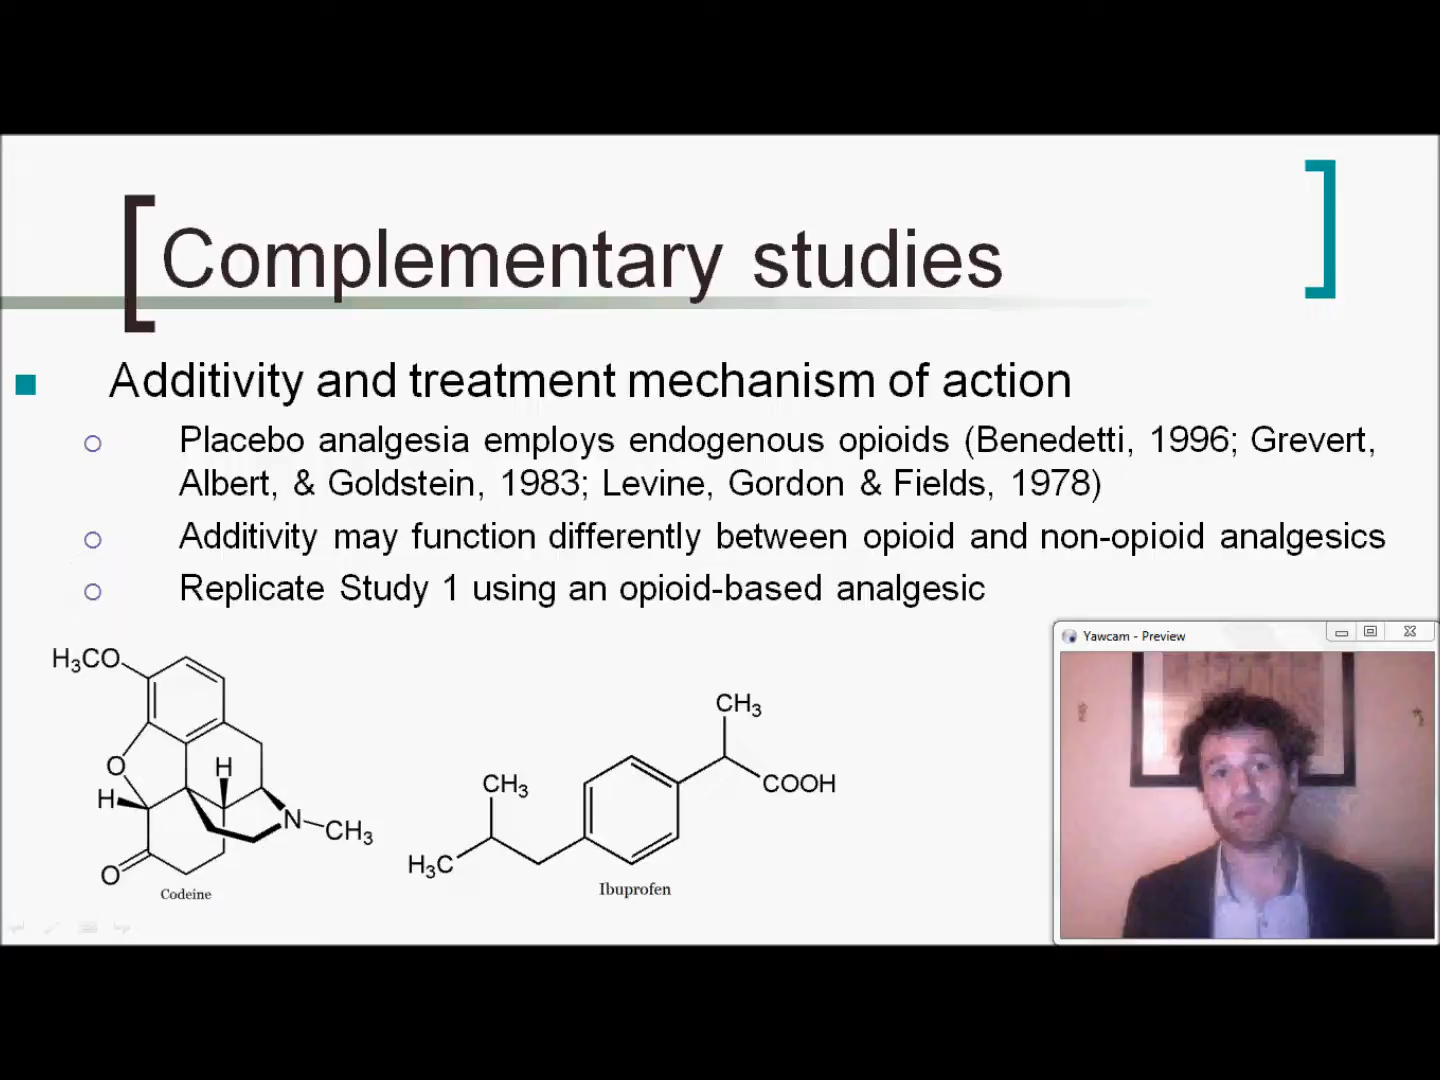 Complementary studies
Additivity and treatment mechanism of action
Placebo analgesia employs endogenous opioids (Benedetti, 1996; Grevert,
Albert, & Goldstein, 1983; Levine, Gordon & Fields, 1978)
Additivity may function differently between opioid and non-opioid analgesics
Replicate Study 1 using an opioid-based analgesic
Yawcam - Preview
H₃CO
O
H
H
N
CH₃
O
Codeine
CH₃
CH₃
COOH
H₃C
Ibuprofen